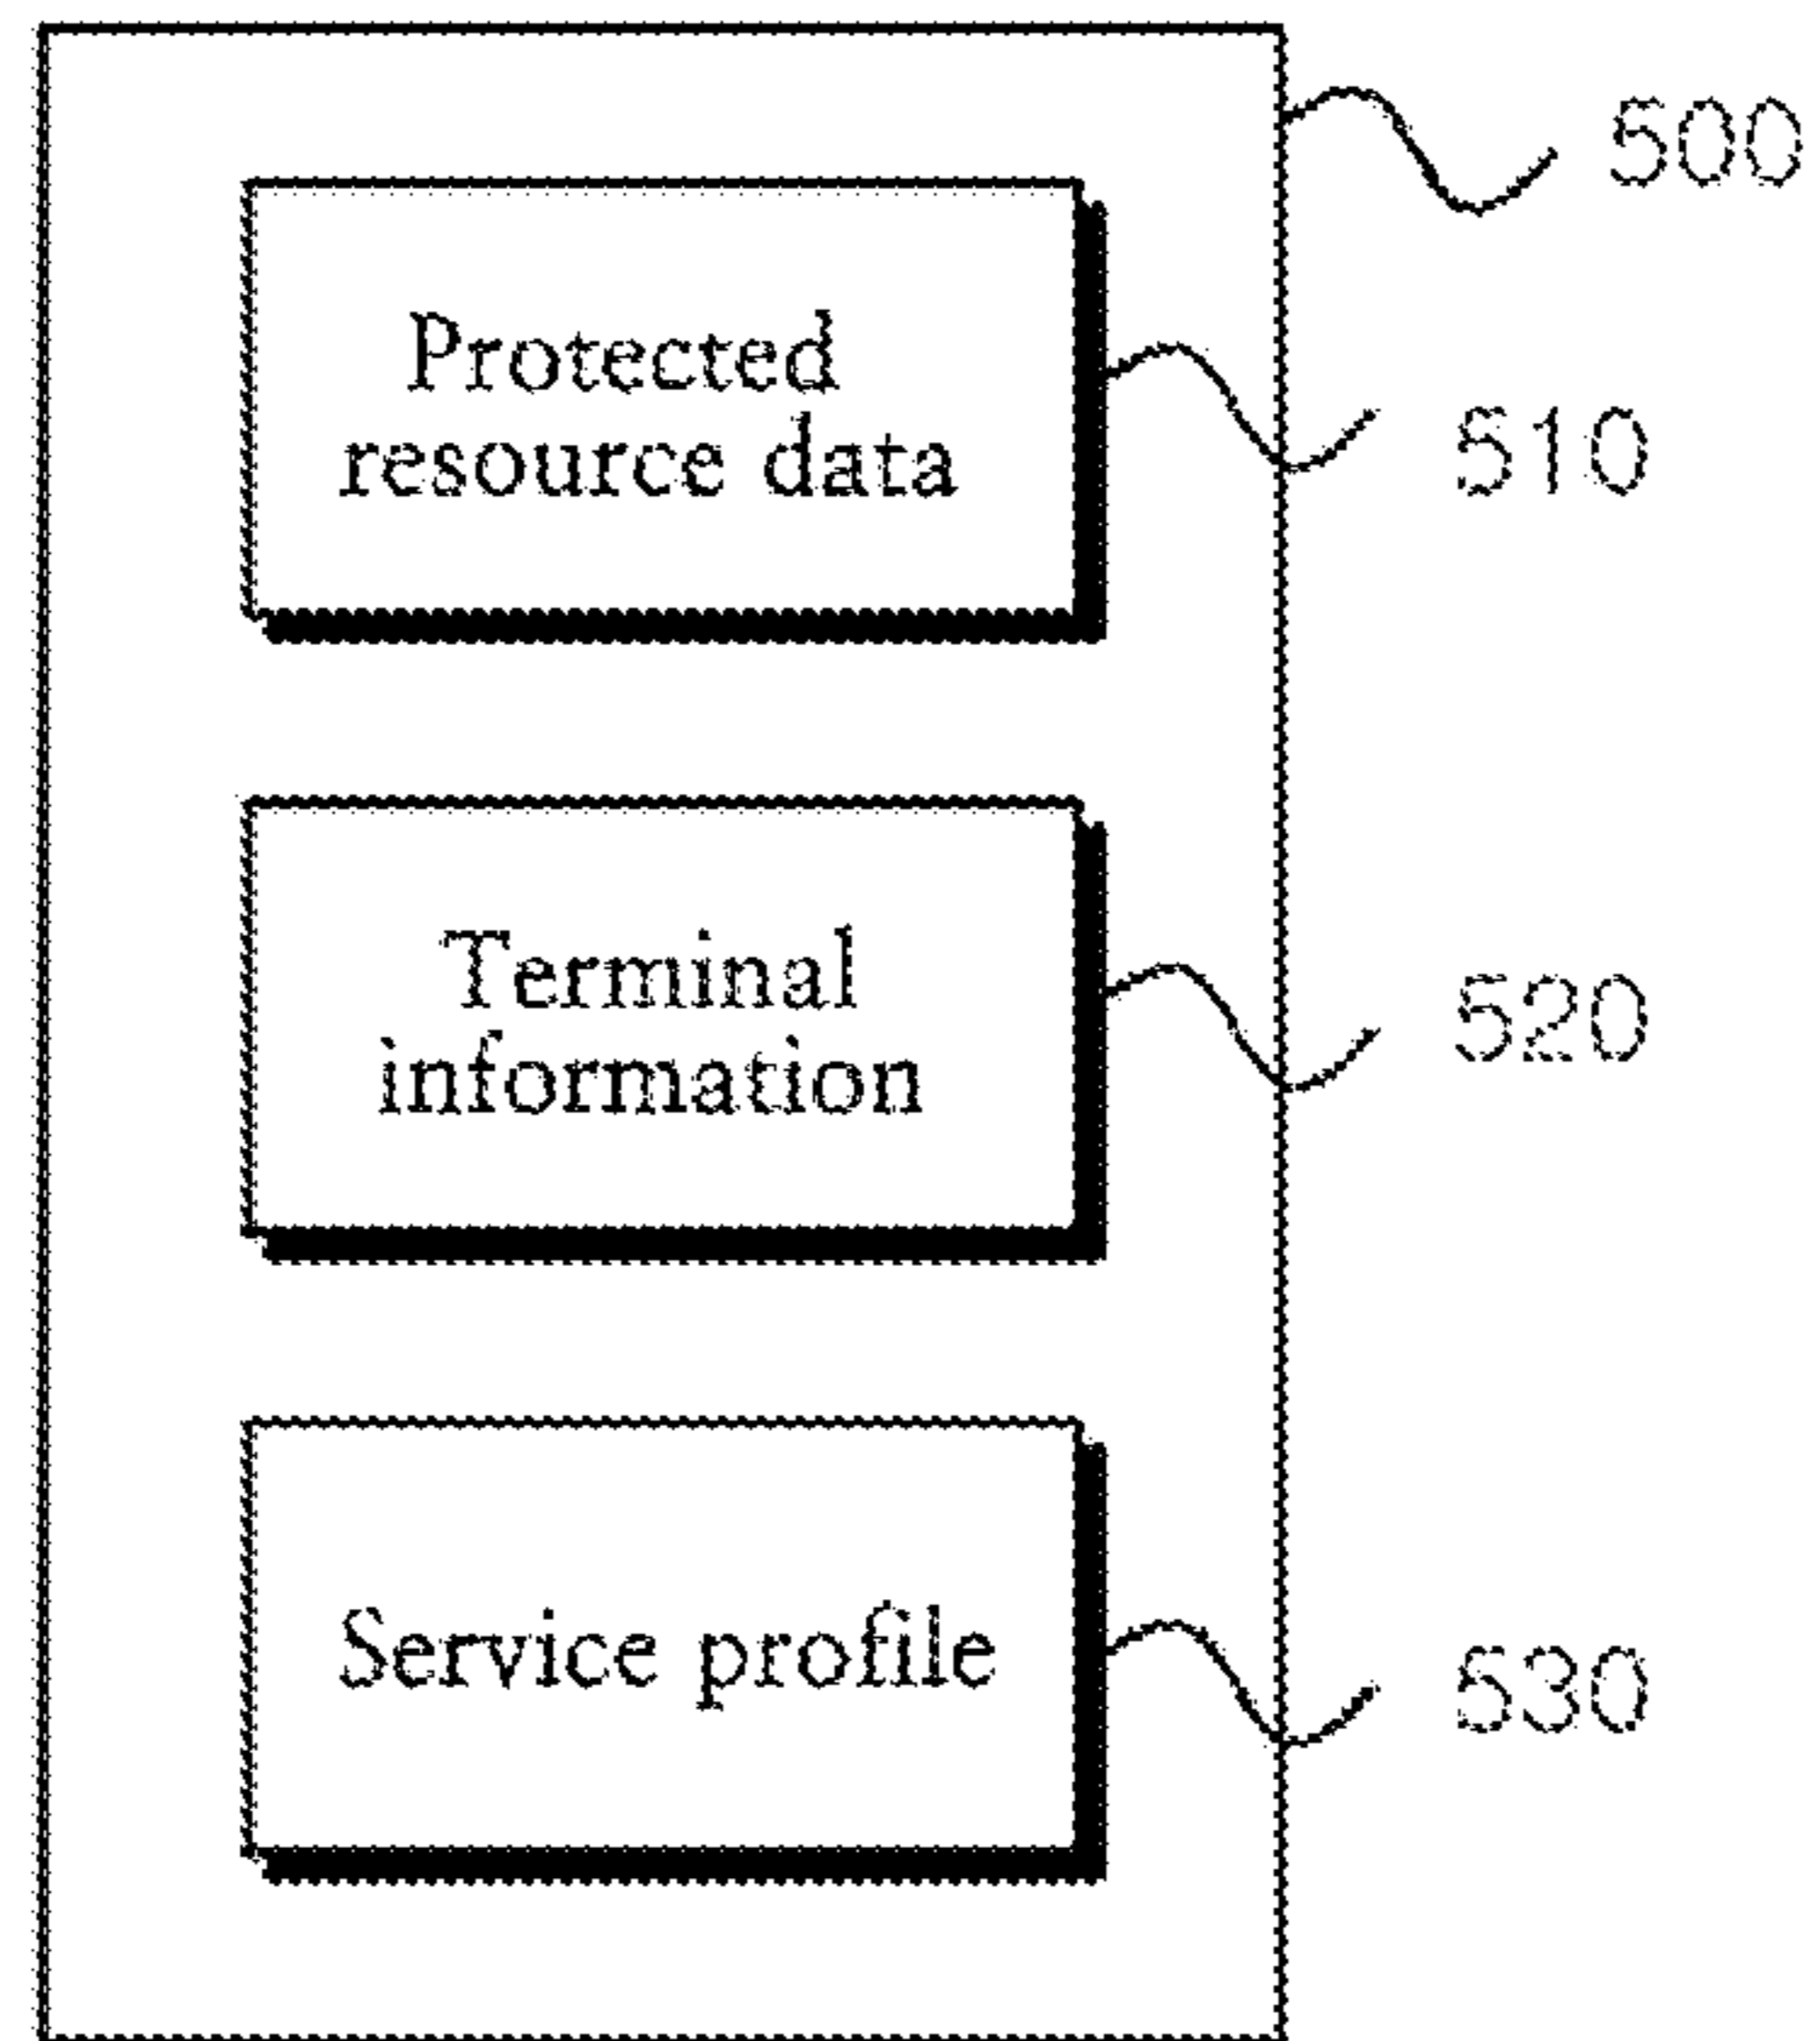 500
Protected
resource data
510
Terminal
information
520
Service profile
530